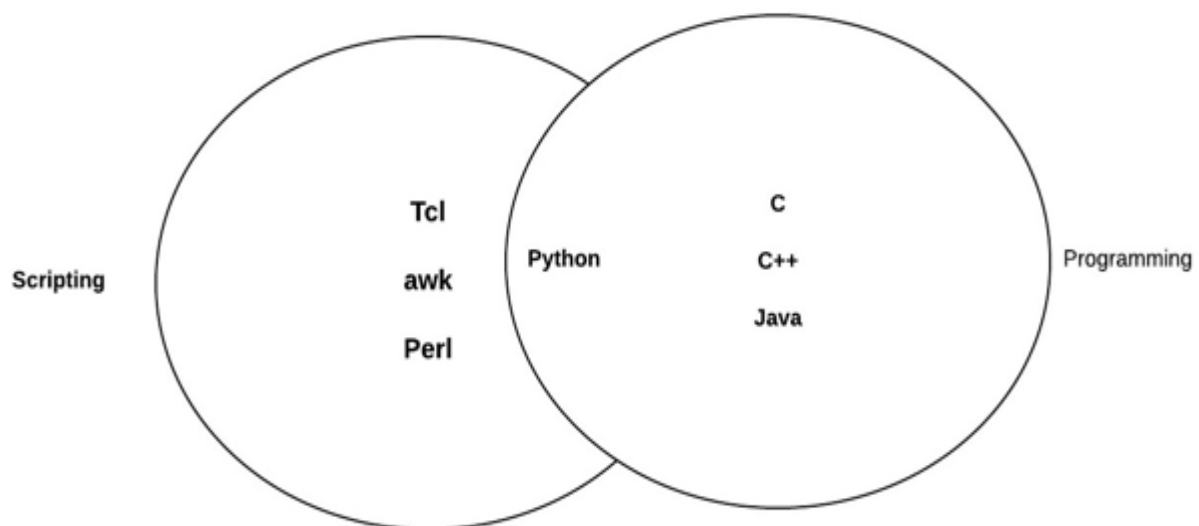 Scripting
Tcl
awk
Perl
Python
C
C++
Java
Programming